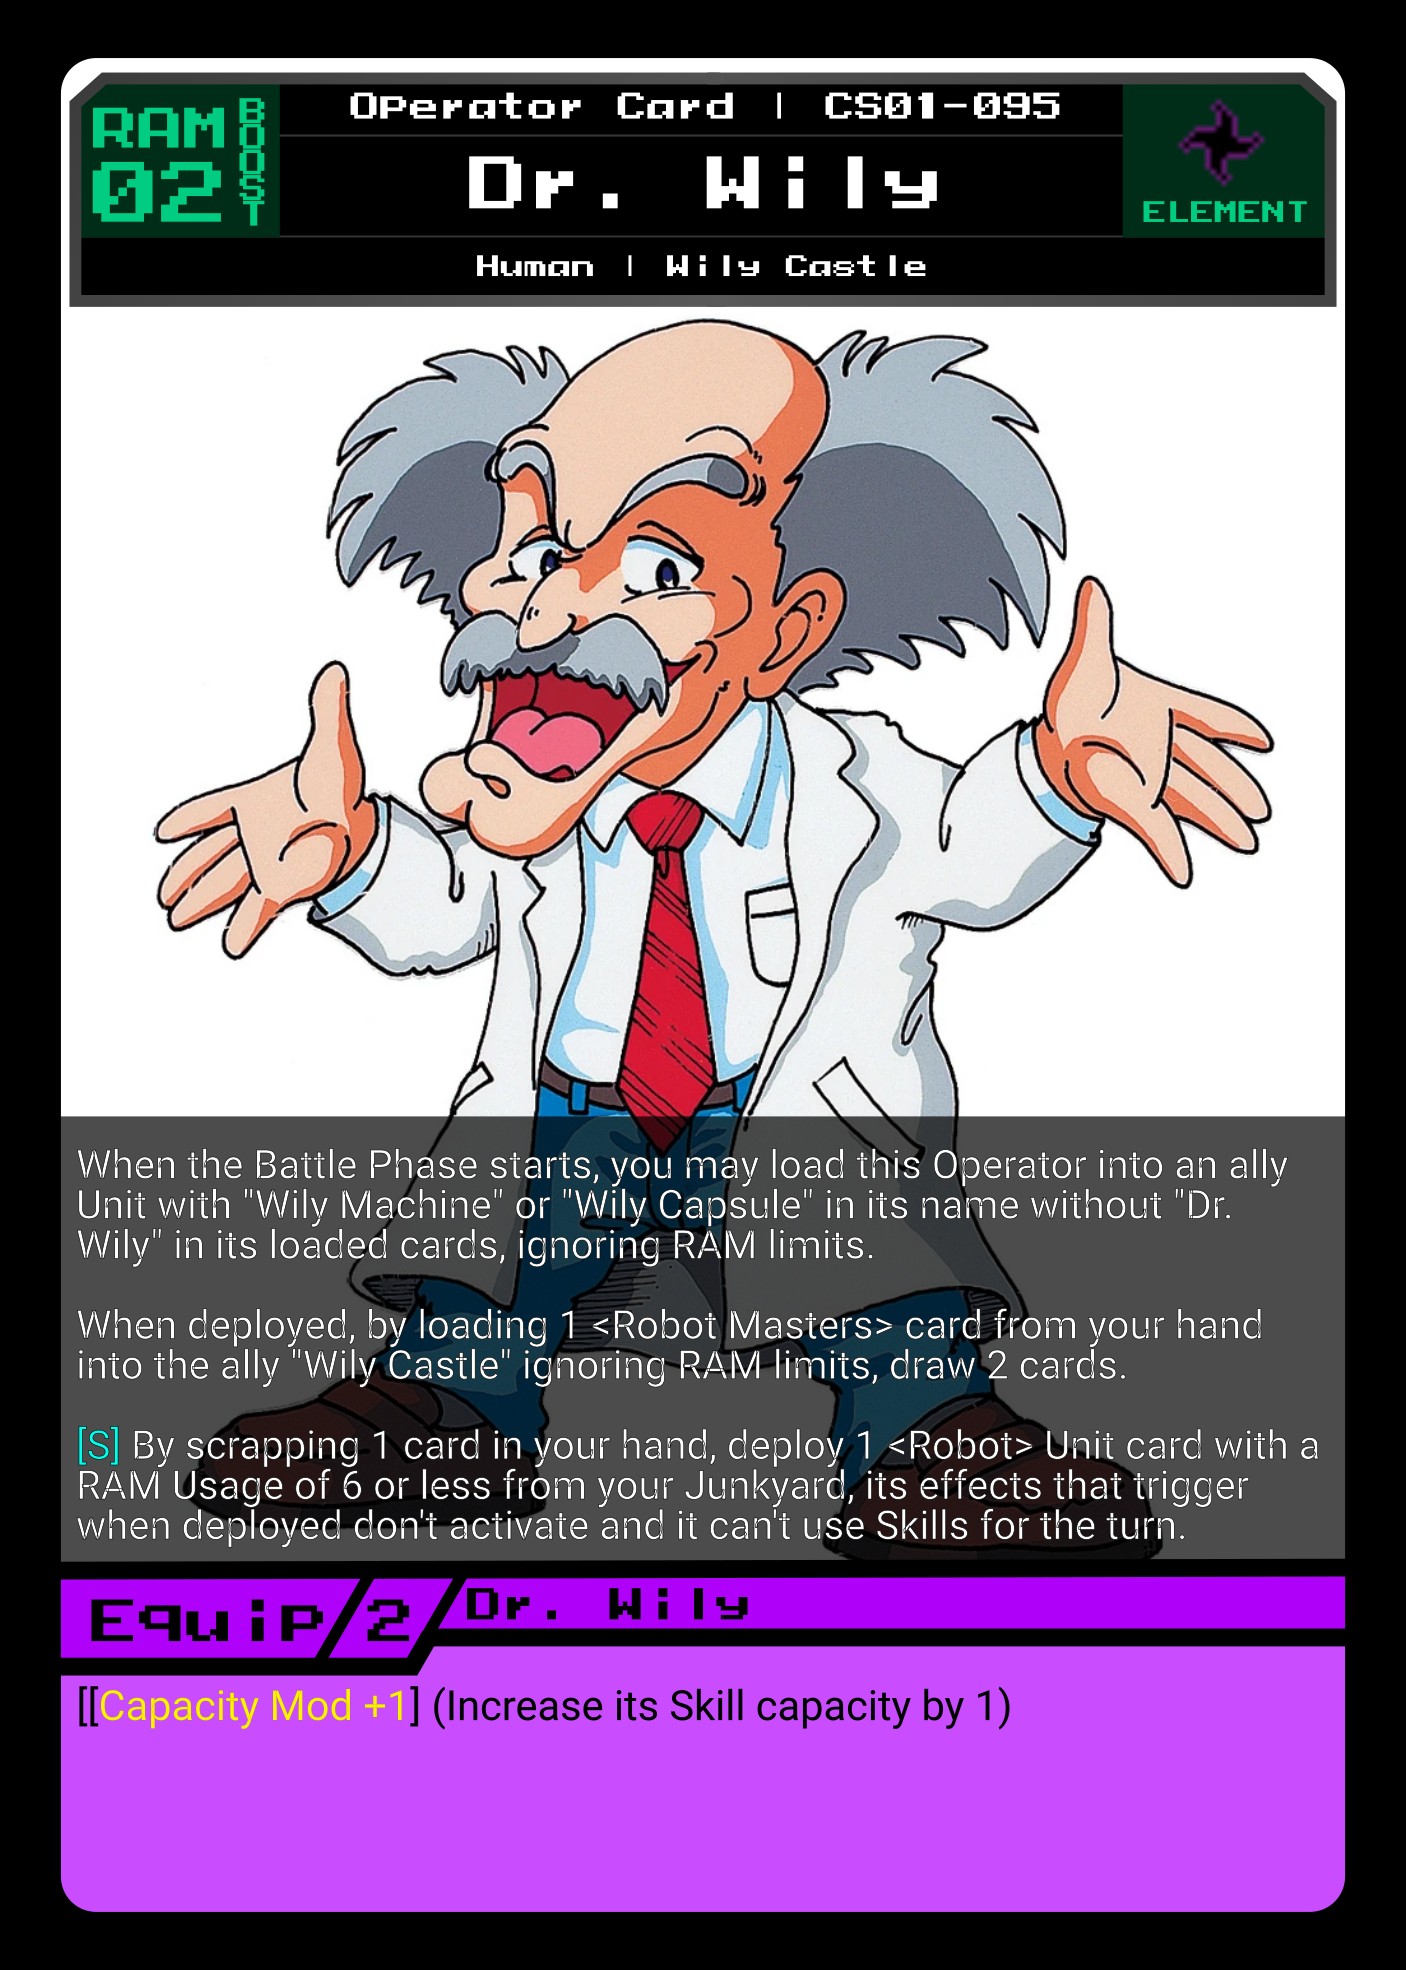 RAM
02
BOOST
Operator Card | CS01-095
Dr. Wily
Human | Wily Castle
ELEMENT
When the Battle Phase starts, you may load this Operator into an ally
Unit with "Wily Machine" or "Wily Capsule" in its name without "Dr.
Wily" in its loaded cards, ignoring RAM limits.
When deployed, by loading 1 <Robot Masters> card from your hand
into the ally "Wily Castle" ignoring RAM limits, draw 2 cards.
[S] By scrapping 1 card in your hand, deploy 1 <Robot> Unit card with a
RAM Usage of 6 or less from your Junkyard, its effects that trigger
when deployed don't activate and it can't use Skills for the turn.
Equip/2/ Dr. Wily
[[Capacity Mod +1] (Increase its Skill capacity by 1)